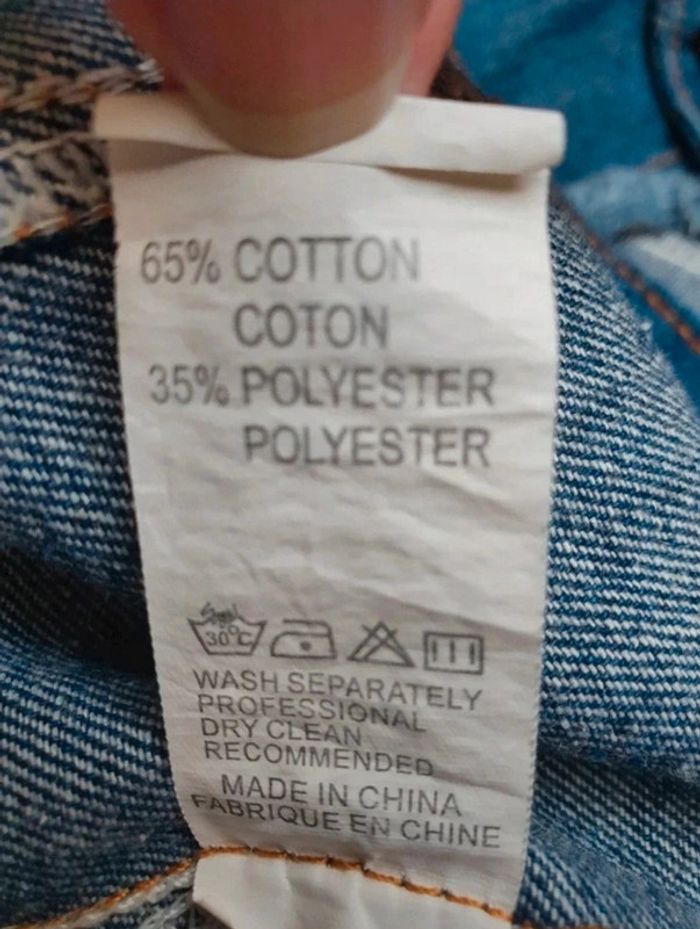 65% COTTON
COTON
35% POLYESTER
POLYESTER
30°C
WASH SEPARATELY
PROFESSIONAL
DRY CLEAN
RECOMMENDED
MADE IN CHINA
FABRIQUE EN CHINE